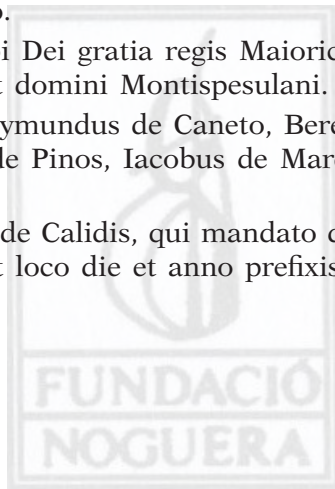 o.
i Dei gratia regis Maioric
t domini Montispesulani.
ymundus de Caneto, Bere
de Pinos, Iacobus de Mar
de Calidis, qui mandato
t loco die et anno prefixis
FUNDACIÓ
NOGUERA